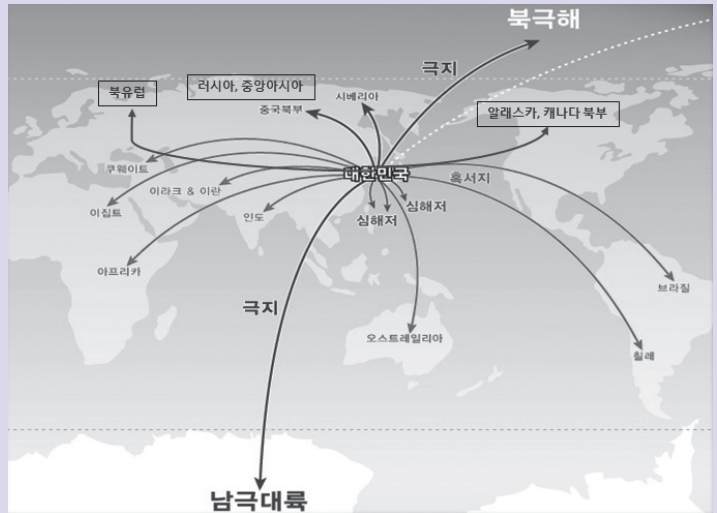 북극해
극지
북유럽
러시아, 중앙아시아
시베리아
중국북부
알래스카, 캐나다 북부
쿠웨이트
대한민국
혹서지
이라크 & 이란
이집트
인도
심해저
심해저
아프리카
브라질
극지
오스트레일리아
칠레
남극대륙